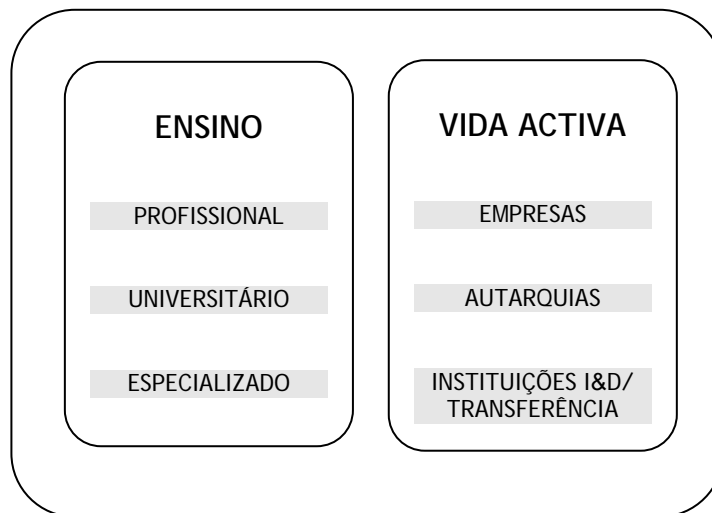 ENSINO
PROFISSIONAL
UNIVERSITÁRIO
ESPECIALIZADO
VIDA ACTIVA
EMPRESAS
AUTARQUIAS
INSTITUIÇÕES I&D/
TRANSFERÊNCIA